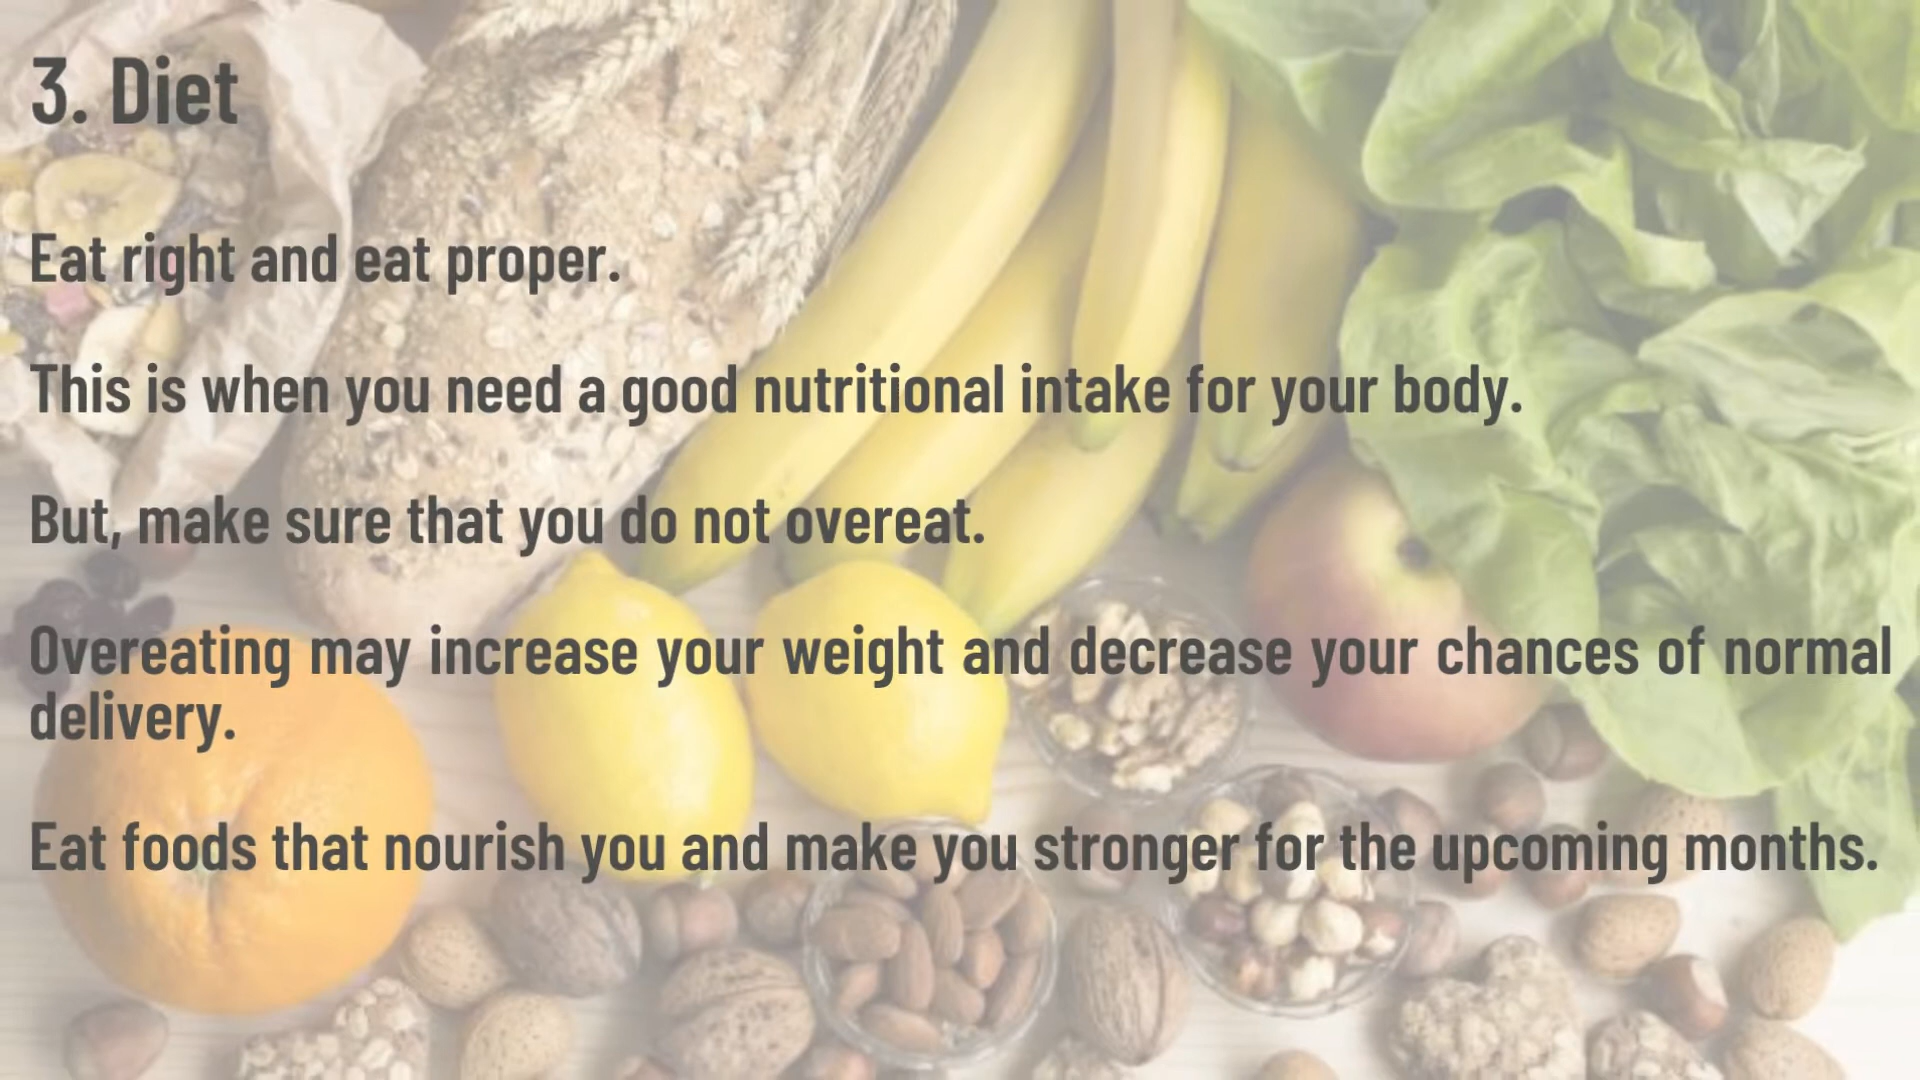 3. Diet
Eat right and eat proper.
This is when you need a good nutritional intake for your body.
But, make sure that you do not overeat.
Overeating may increase your weight and decrease your chances of normal
delivery.
Eat foods that nourish you and make you stronger for the upcoming months.